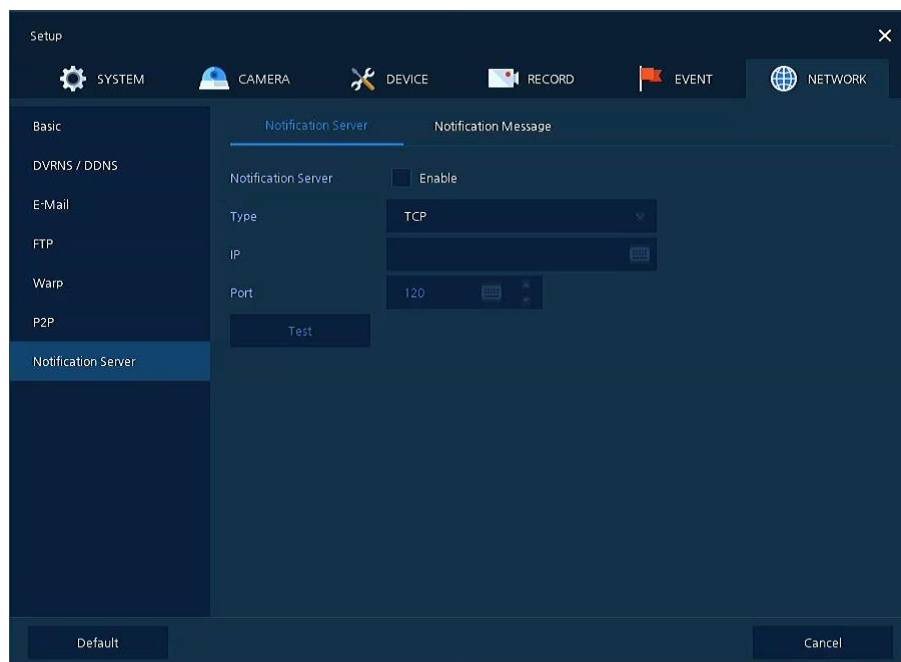 Setup
SYSTEM CAMERA DEVICE RECORD EVENT NETWORK
Basic
DVRNS / DDNS
E-Mail
FTP
Warp
P2P
Notification Server
Notification Server Notification Message
Notification Server Enable
Type TCP
IP
Port 120
Test
Default Cancel